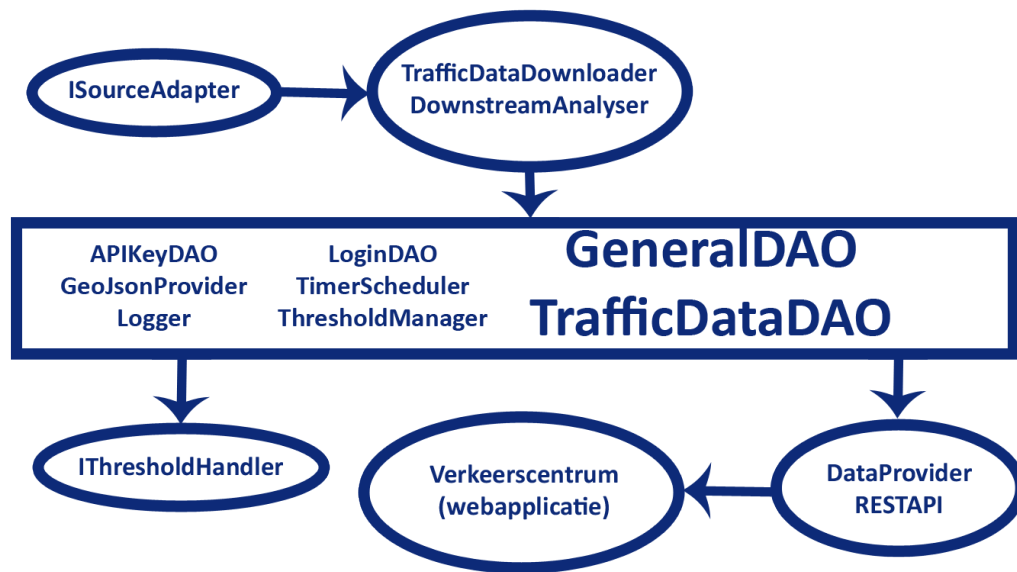 ISourceAdapter
TrafficDataDownloader
DownstreamAnalyser
APIKeyDAO
GeoJsonProvider
Logger
LoginDAO
TimerScheduler
ThresholdManager
GeneralDAO
TrafficDataDAO
IThresholdHandler
Verkeerscentrum
(webapplicatie)
DataProvider
RESTAPI